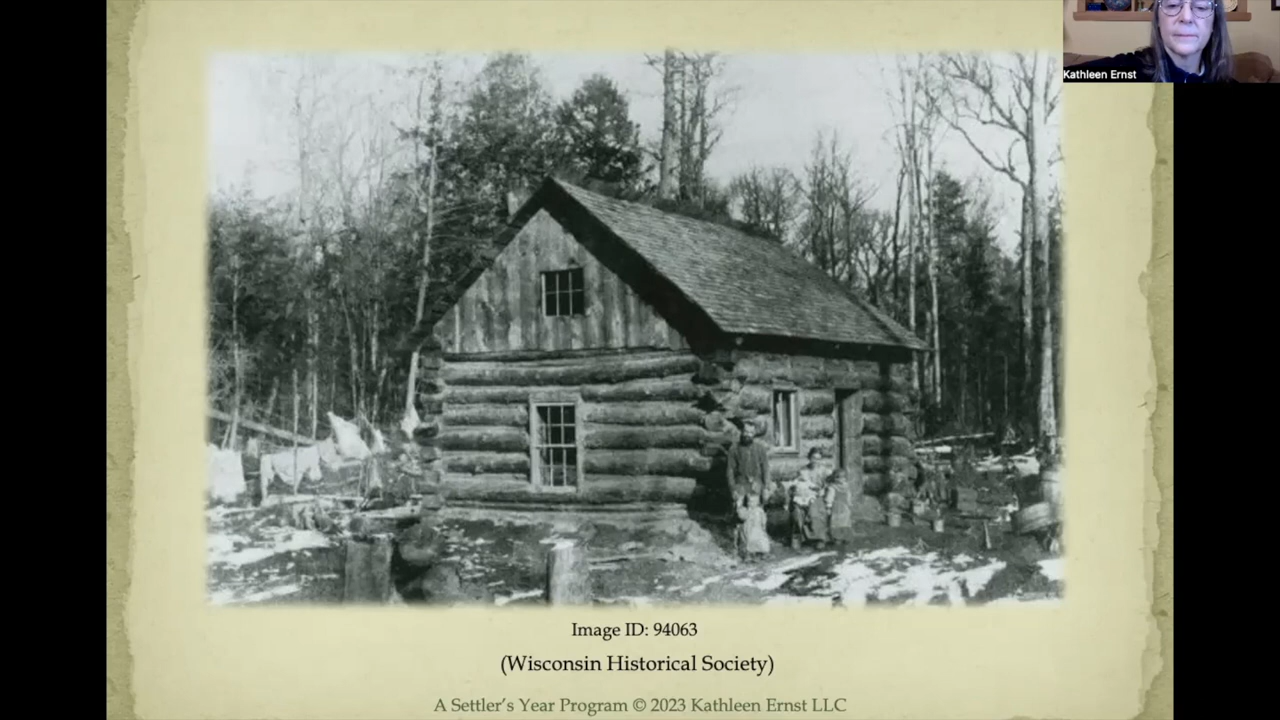 Kathleen Ernst
Image ID: 94063
(Wisconsin Historical Society)
A Settler's Year Program © 2023 Kathleen Ernst LLC